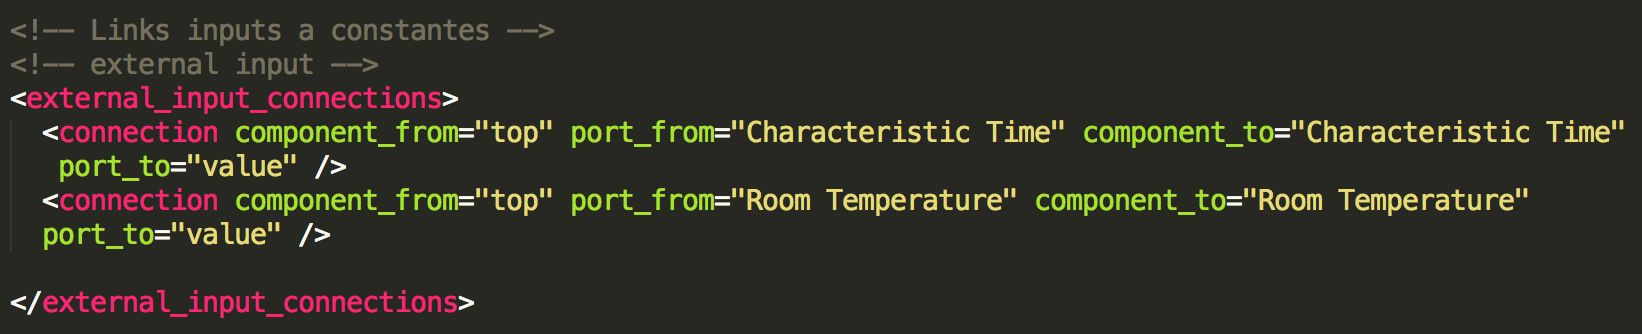 <!-- Links inputs a constantes -->
<!-- external input -->
<external_input_connections>
<connection component_from="top" port_from="Characteristic Time" component_to="Characteristic Time"
port_to="value" />
<connection component_from="top" port_from="Room Temperature" component_to="Room Temperature"
port_to="value" />
</external_input_connections>